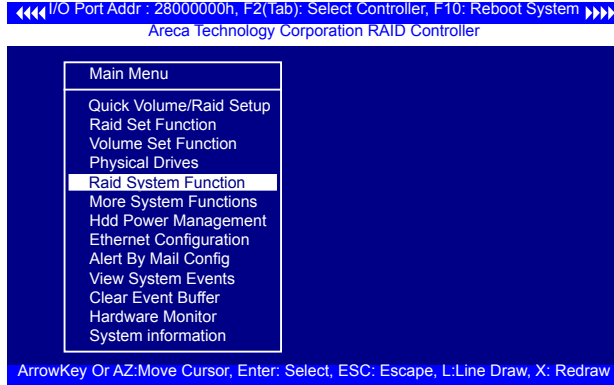 I/O Port Addr : 28000000h, F2(Tab): Select Controller, F10: Reboot System
Areca Technology Corporation RAID Controller
Main Menu
Quick Volume/Raid Setup
Raid Set Function
Volume Set Function
Physical Drives
Raid System Function
More System Functions
Hdd Power Management
Ethernet Configuration
Alert By Mail Config
View System Events
Clear Event Buffer
Hardware Monitor
System information
ArrowKey Or AZ:Move Cursor, Enter: Select, ESC: Escape, L:Line Draw, X: Redraw